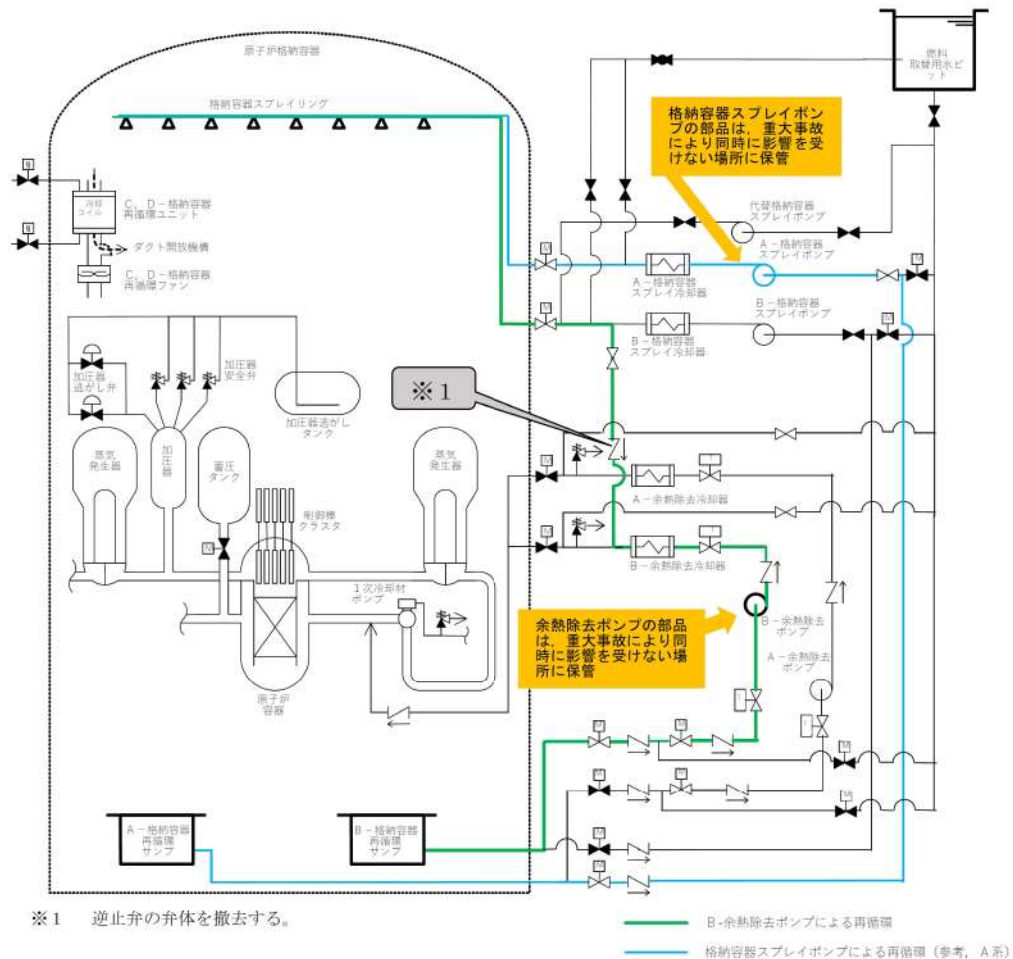 原子炉格納容器
燃料
取替用水ピ
ット
格納容器スプレイリング
格納容器スプレイポン
プの部品は,重大事故
により同時に影響を受
けない場所に保管
冷却
コイル
C,D-格納容器
再循環ユニット
ダクト開放機構
C,D-格納容器
再循環ファン
代替格納容器
スプレイポンプ
A-格納容器
スプレイポンプ
A-格納容器
スプレイ冷却器
B-格納容器
スプレイポンプ
B-格納容器
スプレイ冷却器
加圧器
逃がし弁
加圧器
安全弁
加圧器逃がし
タンク
※1
蒸気
発生器
加
圧
器
蓄圧
タンク
蒸気
発生器
制御棒
クラスタ
A-余熱除去冷却器
B-余熱除去冷却器
1次冷却材
ポンプ
余熱除去ポンプの部品
は,重大事故により同
時に影響を受けない場
所に保管
B-余熱除去
ポンプ
A-余熱除去
ポンプ
原子炉
容器
A-格納容器
再循環
サンプ
B-格納容器
再循環
サンプ
※1 逆止弁の弁体を撤去する。
B-余熱除去ポンプによる再循環
格納容器スプレイポンプによる再循環(参考,A系)